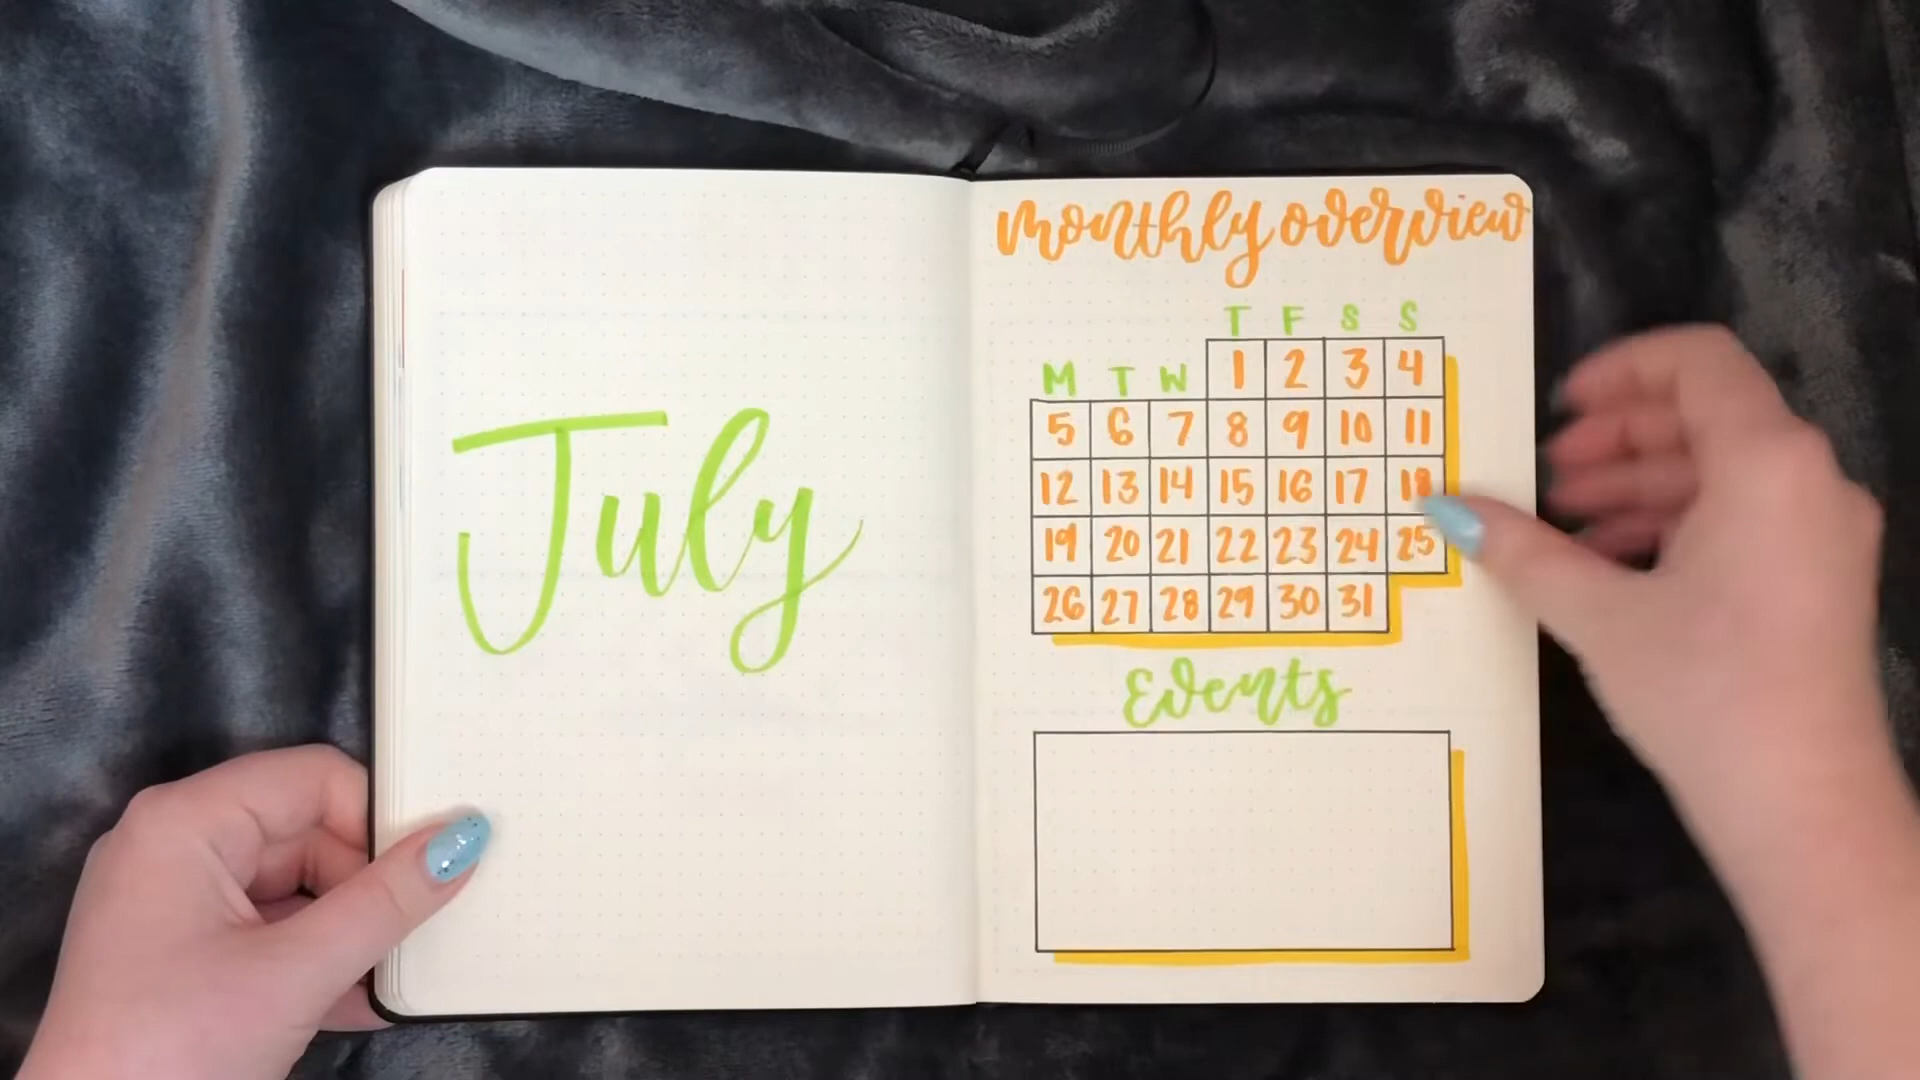 July
monthly overview
T F S S
M T W
1 2 3 4
5 6 7 8 9 10 11
12 13 14 15 16 17 18
19 20 21 22 23 24 25
26 27 28 29 30 31
Events